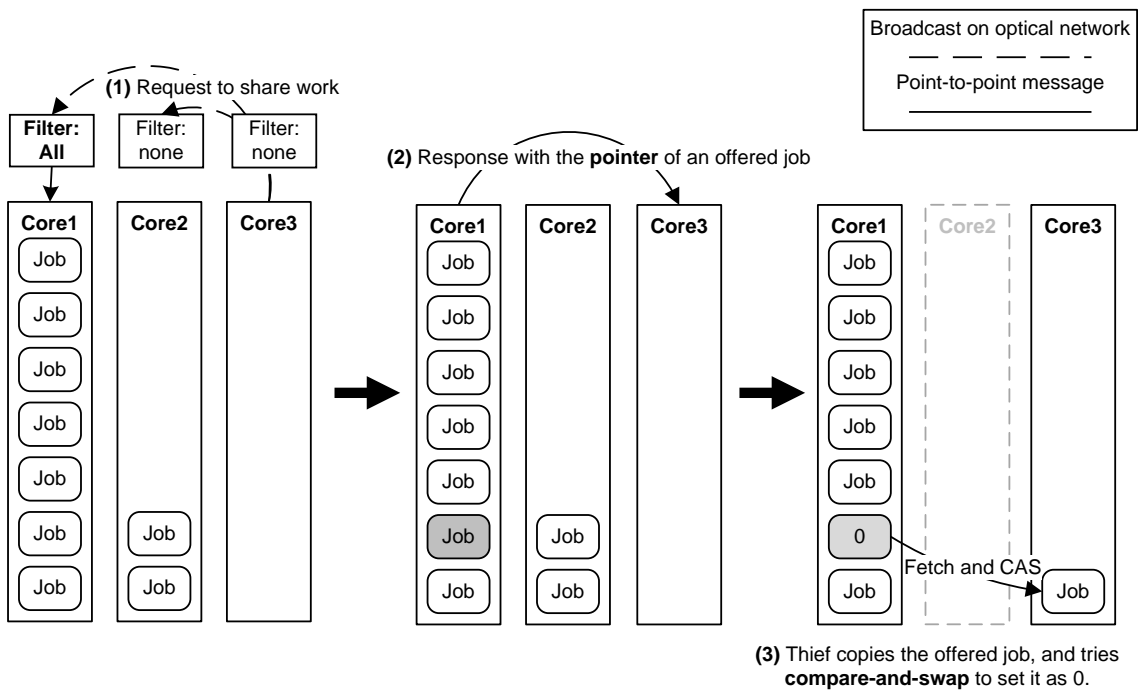 Broadcast on optical network
Point-to-point message
(1) Request to share work
Filter:
All
Filter:
none
Filter:
none
(2) Response with the pointer of an offered job
Core1
Core2
Core3
Job
Job
Job
Job
Job
Job
Job
Job
Job
Core1
Core2
Core3
Job
Job
Job
Job
Job
Job
Job
Job
Job
Core1
Core2
Core3
Job
Job
Job
Job
Job
0
Job
Fetch and CAS
Job
(3) Thief copies the offered job, and tries
compare-and-swap to set it as 0.